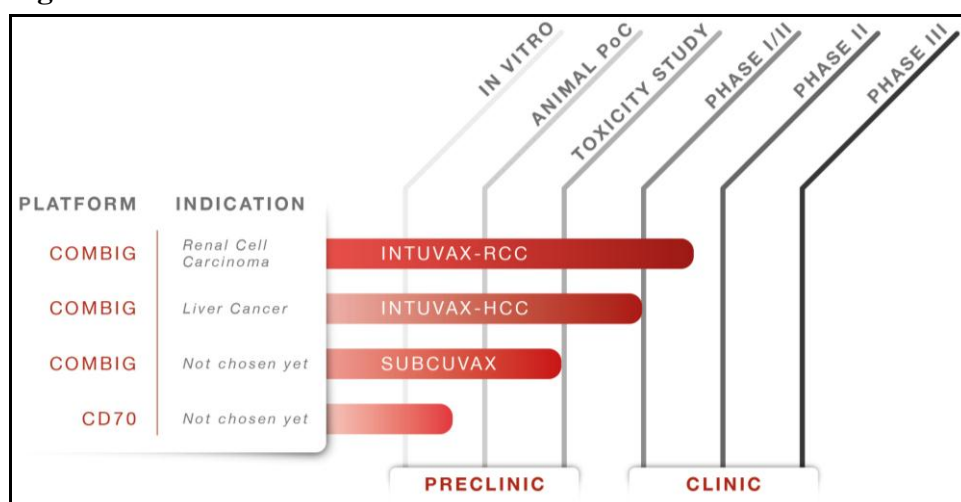 IN VITRO
ANIMAL PoC
TOXICITY STUDY
PHASE I/II
PHASE II
PHASE III
PLATFORM INDICATION
COMBIG Renal Cell
Carcinoma INTUVAX-RCC
COMBIG Liver Cancer INTUVAX-HCC
COMBIG Not chosen yet SUBCUVAX
CD70 Not chosen yet
PRECLINIC CLINIC